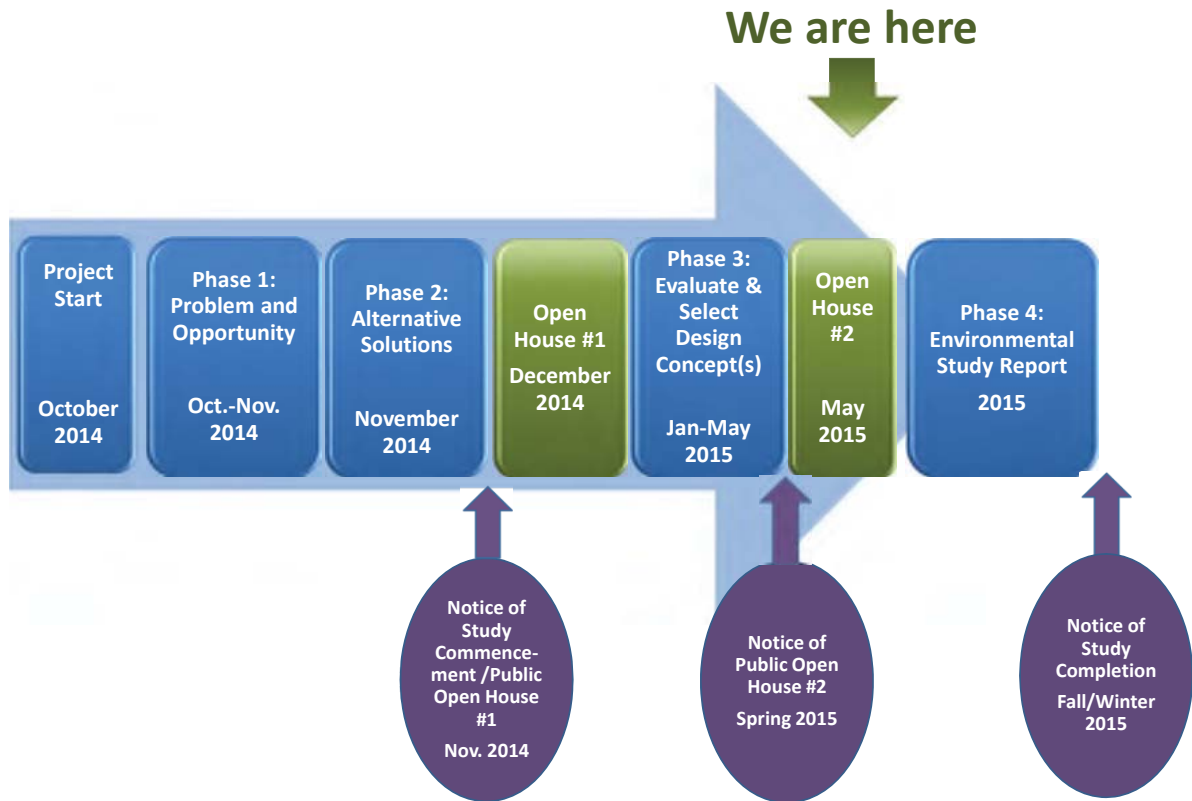 We are here
Project
Start
October
2014
Phase 1:
Problem and
Opportunity
Oct.-Nov.
2014
Phase 2:
Alternative
Solutions
November
2014
Open
House #1
December
2014
Phase 3:
Evaluate &
Select
Design
Concept(s)
Jan-May
2015
Open
House
#2
May
2015
Phase 4:
Environmental
Study Report
2015
Notice of
Study
Commence-
ment /Public
Open House
#1
Nov. 2014
Notice of
Public Open
House #2
Spring 2015
Notice of
Study
Completion
Fall/Winter
2015